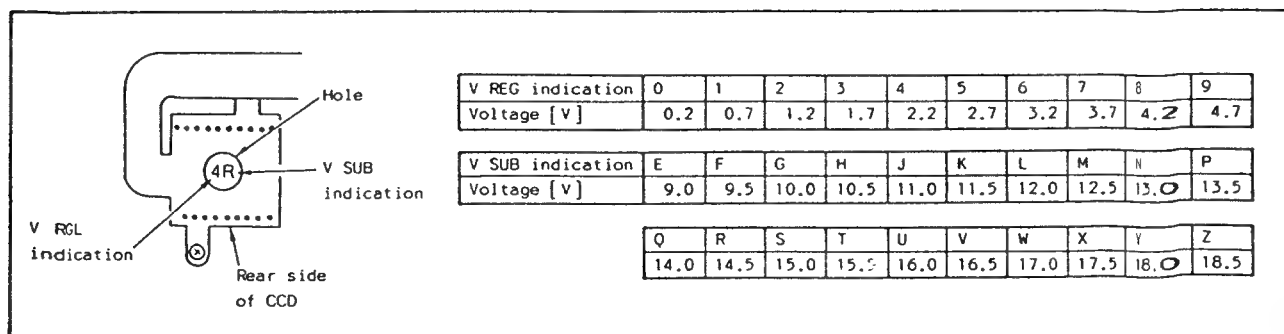 Hole
4R
V SUB
indication
V RGL
indication
Rear side
of CCD
V REG indication 0 1 2 3 4 5 6 7 8 9
Voltage [V] 0.2 0.7 1.2 1.7 2.2 2.7 3.2 3.7 4.2 4.7
V SUB indication E F G H J K L M N P
Voltage [V] 9.0 9.5 10.0 10.5 11.0 11.5 12.0 12.5 13.0 13.5
Q R S T U V W X Y Z
14.0 14.5 15.0 15.5 16.0 16.5 17.0 17.5 18.0 18.5